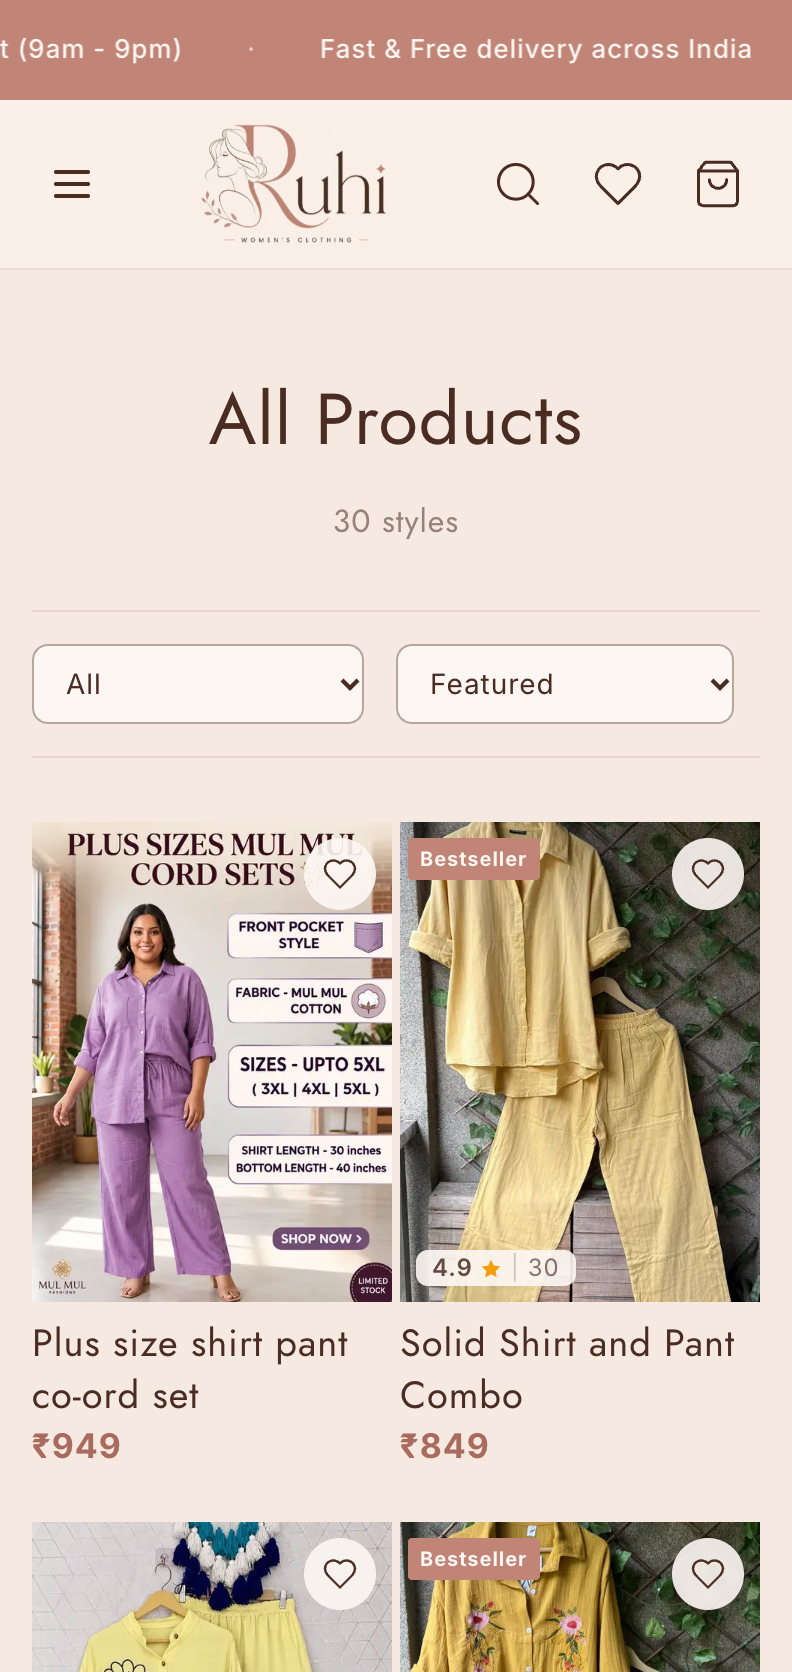 t (9am - 9pm) · Fast & Free delivery across India
Ruhi
WOMEN'S CLOTHING
All Products
30 styles
All
Featured
PLUS SIZES MUL MUL
CORD SETS
FRONT POCKET
STYLE
FABRIC - MUL MUL
COTTON
SIZES - UPTO 5XL
( 3XL | 4XL | 5XL )
SHIRT LENGTH - 30 inches
BOTTOM LENGTH - 40 inches
SHOP NOW >
MUL MUL
FASHIONS
LIMITED
STOCK
Bestseller
4.9 ★ | 30
Plus size shirt pant
co-ord set
₹949
Solid Shirt and Pant
Combo
₹849
Bestseller